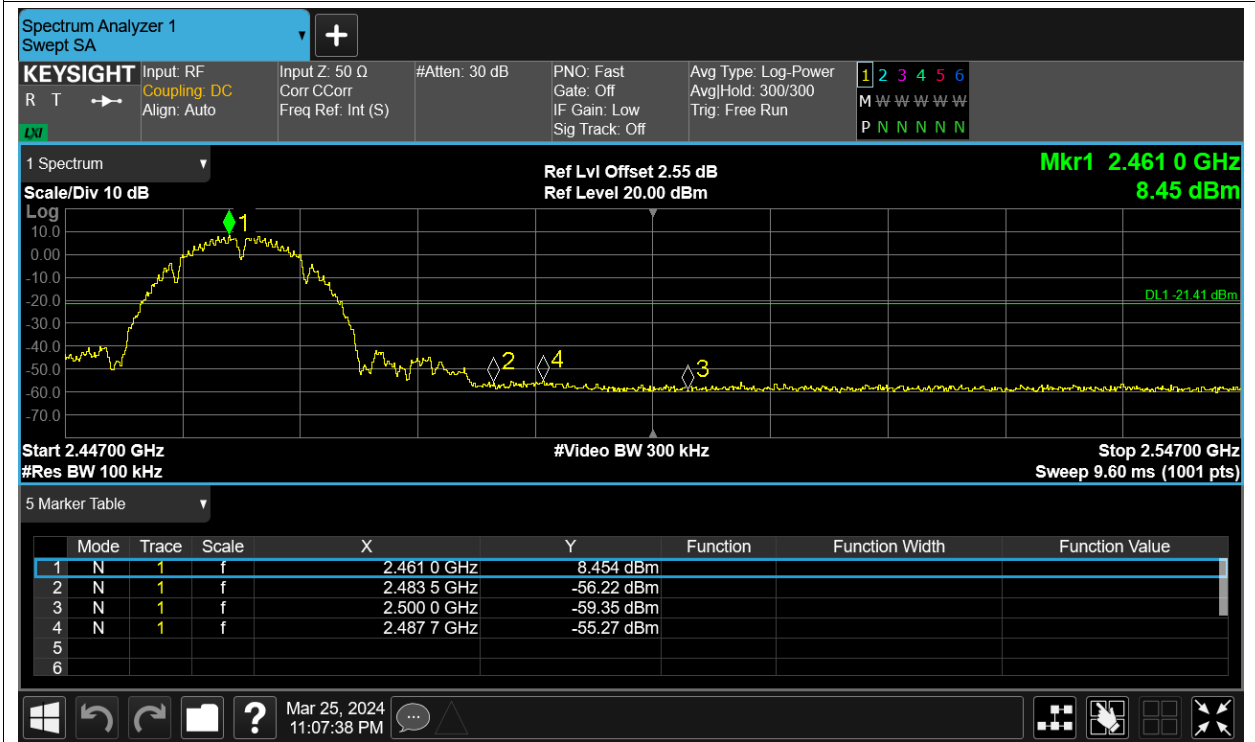 Spectrum Analyzer 1
Swept SA
+
KEYSIGHT Input: RF Input Z: 50 Ω #Atten: 30 dB PNO: Fast Avg Type: Log-Power 1 2 3 4 5 6
R T Coupling: DC Corr CCorr Gate: Off Avg|Hold: 300/300 M W W W W W
Align: Auto Freq Ref: Int (S) IF Gain: Low Trig: Free Run
LXI Sig Track: Off P N N N N N
1 Spectrum Ref Lvl Offset 2.55 dB Mkr1 2.461 0 GHz
Scale/Div 10 dB Ref Level 20.00 dBm 8.45 dBm
Log
1
10.0
0.00
-10.0
-20.0 DL1 -21.41 dBm
-30.0
-40.0
2 4 3
-50.0
-60.0
-70.0
Start 2.44700 GHz #Video BW 300 kHz Stop 2.54700 GHz
#Res BW 100 kHz Sweep 9.60 ms (1001 pts)
5 Marker Table
Mode Trace Scale X Y Function Function Width Function Value
1 N 1 f 2.461 0 GHz 8.454 dBm
2 N 1 f 2.483 5 GHz -56.22 dBm
3 N 1 f 2.500 0 GHz -59.35 dBm
4 N 1 f 2.487 7 GHz -55.27 dBm
5
6
? Mar 25, 2024
11:07:38 PM